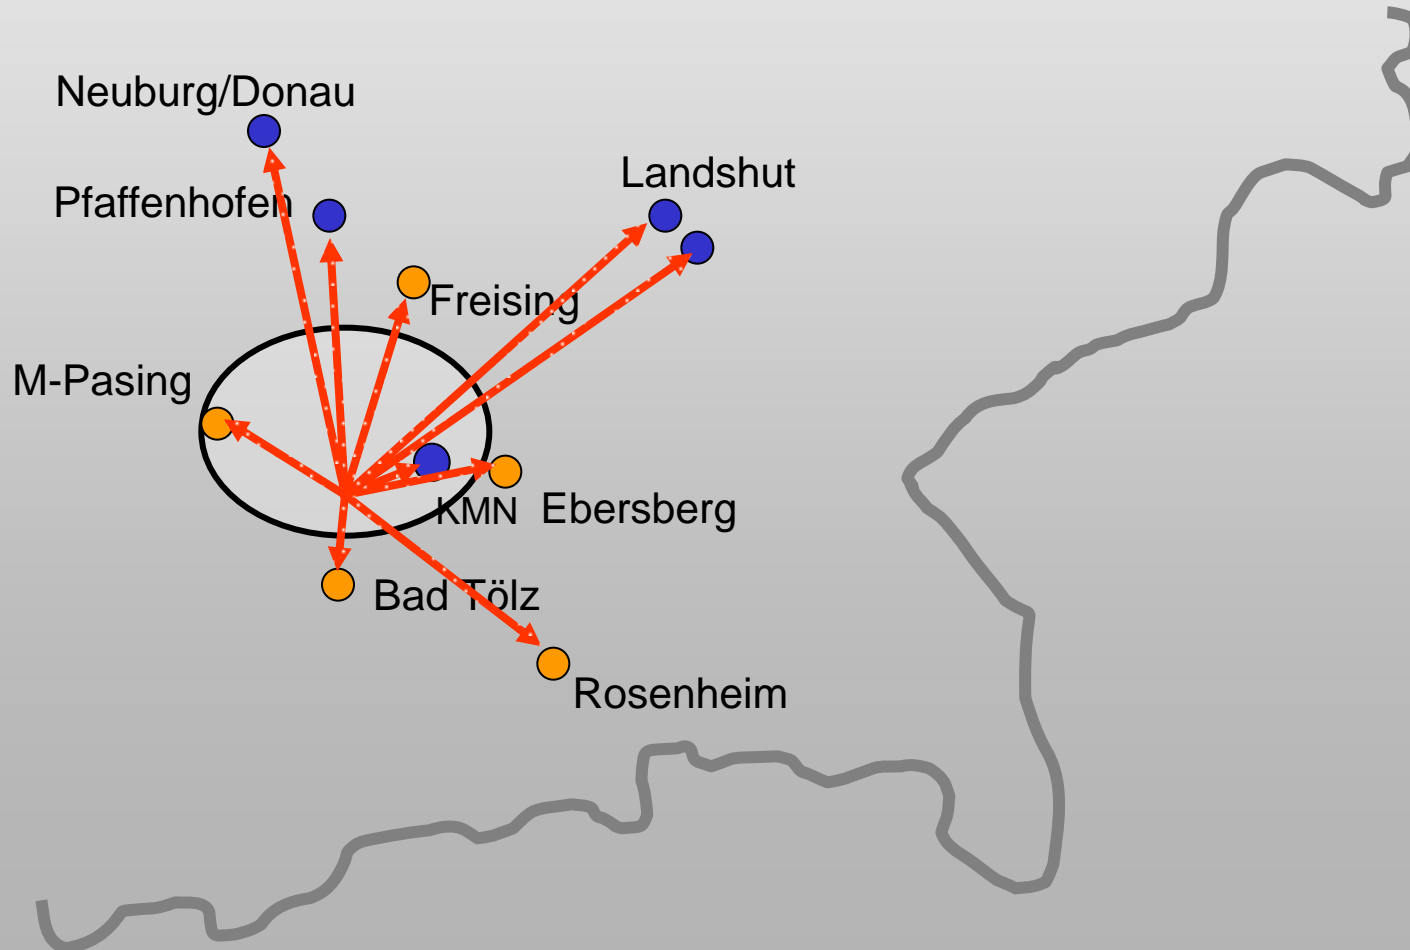 Neuburg/Donau
Landshut
Pfaffenhofen
Freising
M-Pasing
KMN
Ebersberg
Bad Tölz
Rosenheim